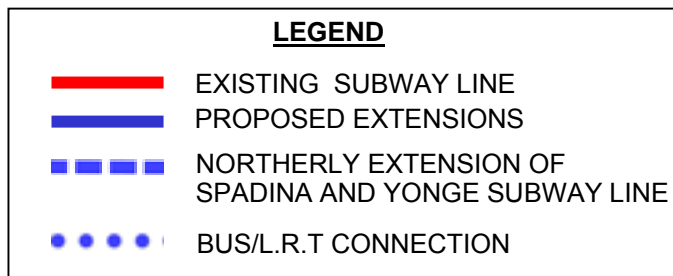 LEGEND
EXISTING SUBWAY LINE
PROPOSED EXTENSIONS
NORTHERLY EXTENSION OF
SPADINA AND YONGE SUBWAY LINE
BUS/L.R.T CONNECTION